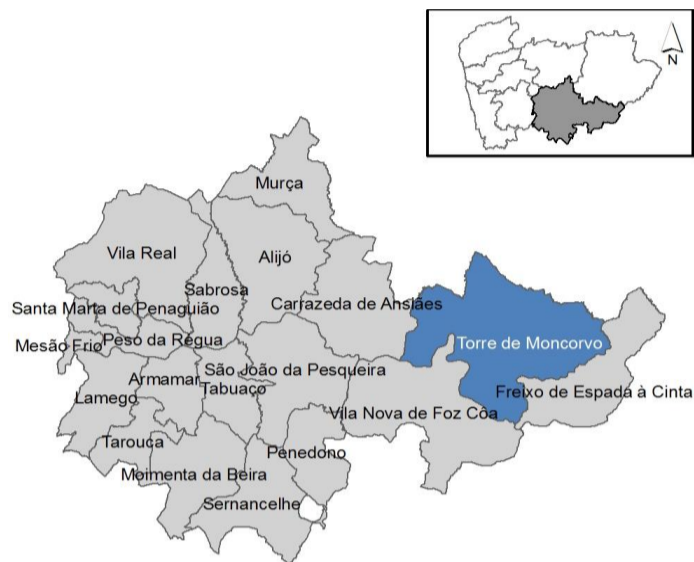 N
Murça
Vila Real
Alijó
Sabrosa
Carrazeda de Ansiães
Santa Marta de Penaguião
Mesão Frio
Peso da Régua
Torre de Moncorvo
São João da Pesqueira
Armamar
Tabuaço
Lamego
Freixo de Espada à Cinta
Vila Nova de Foz Côa
Tarouca
Penedono
Moimenta da Beira
Sernancelhe